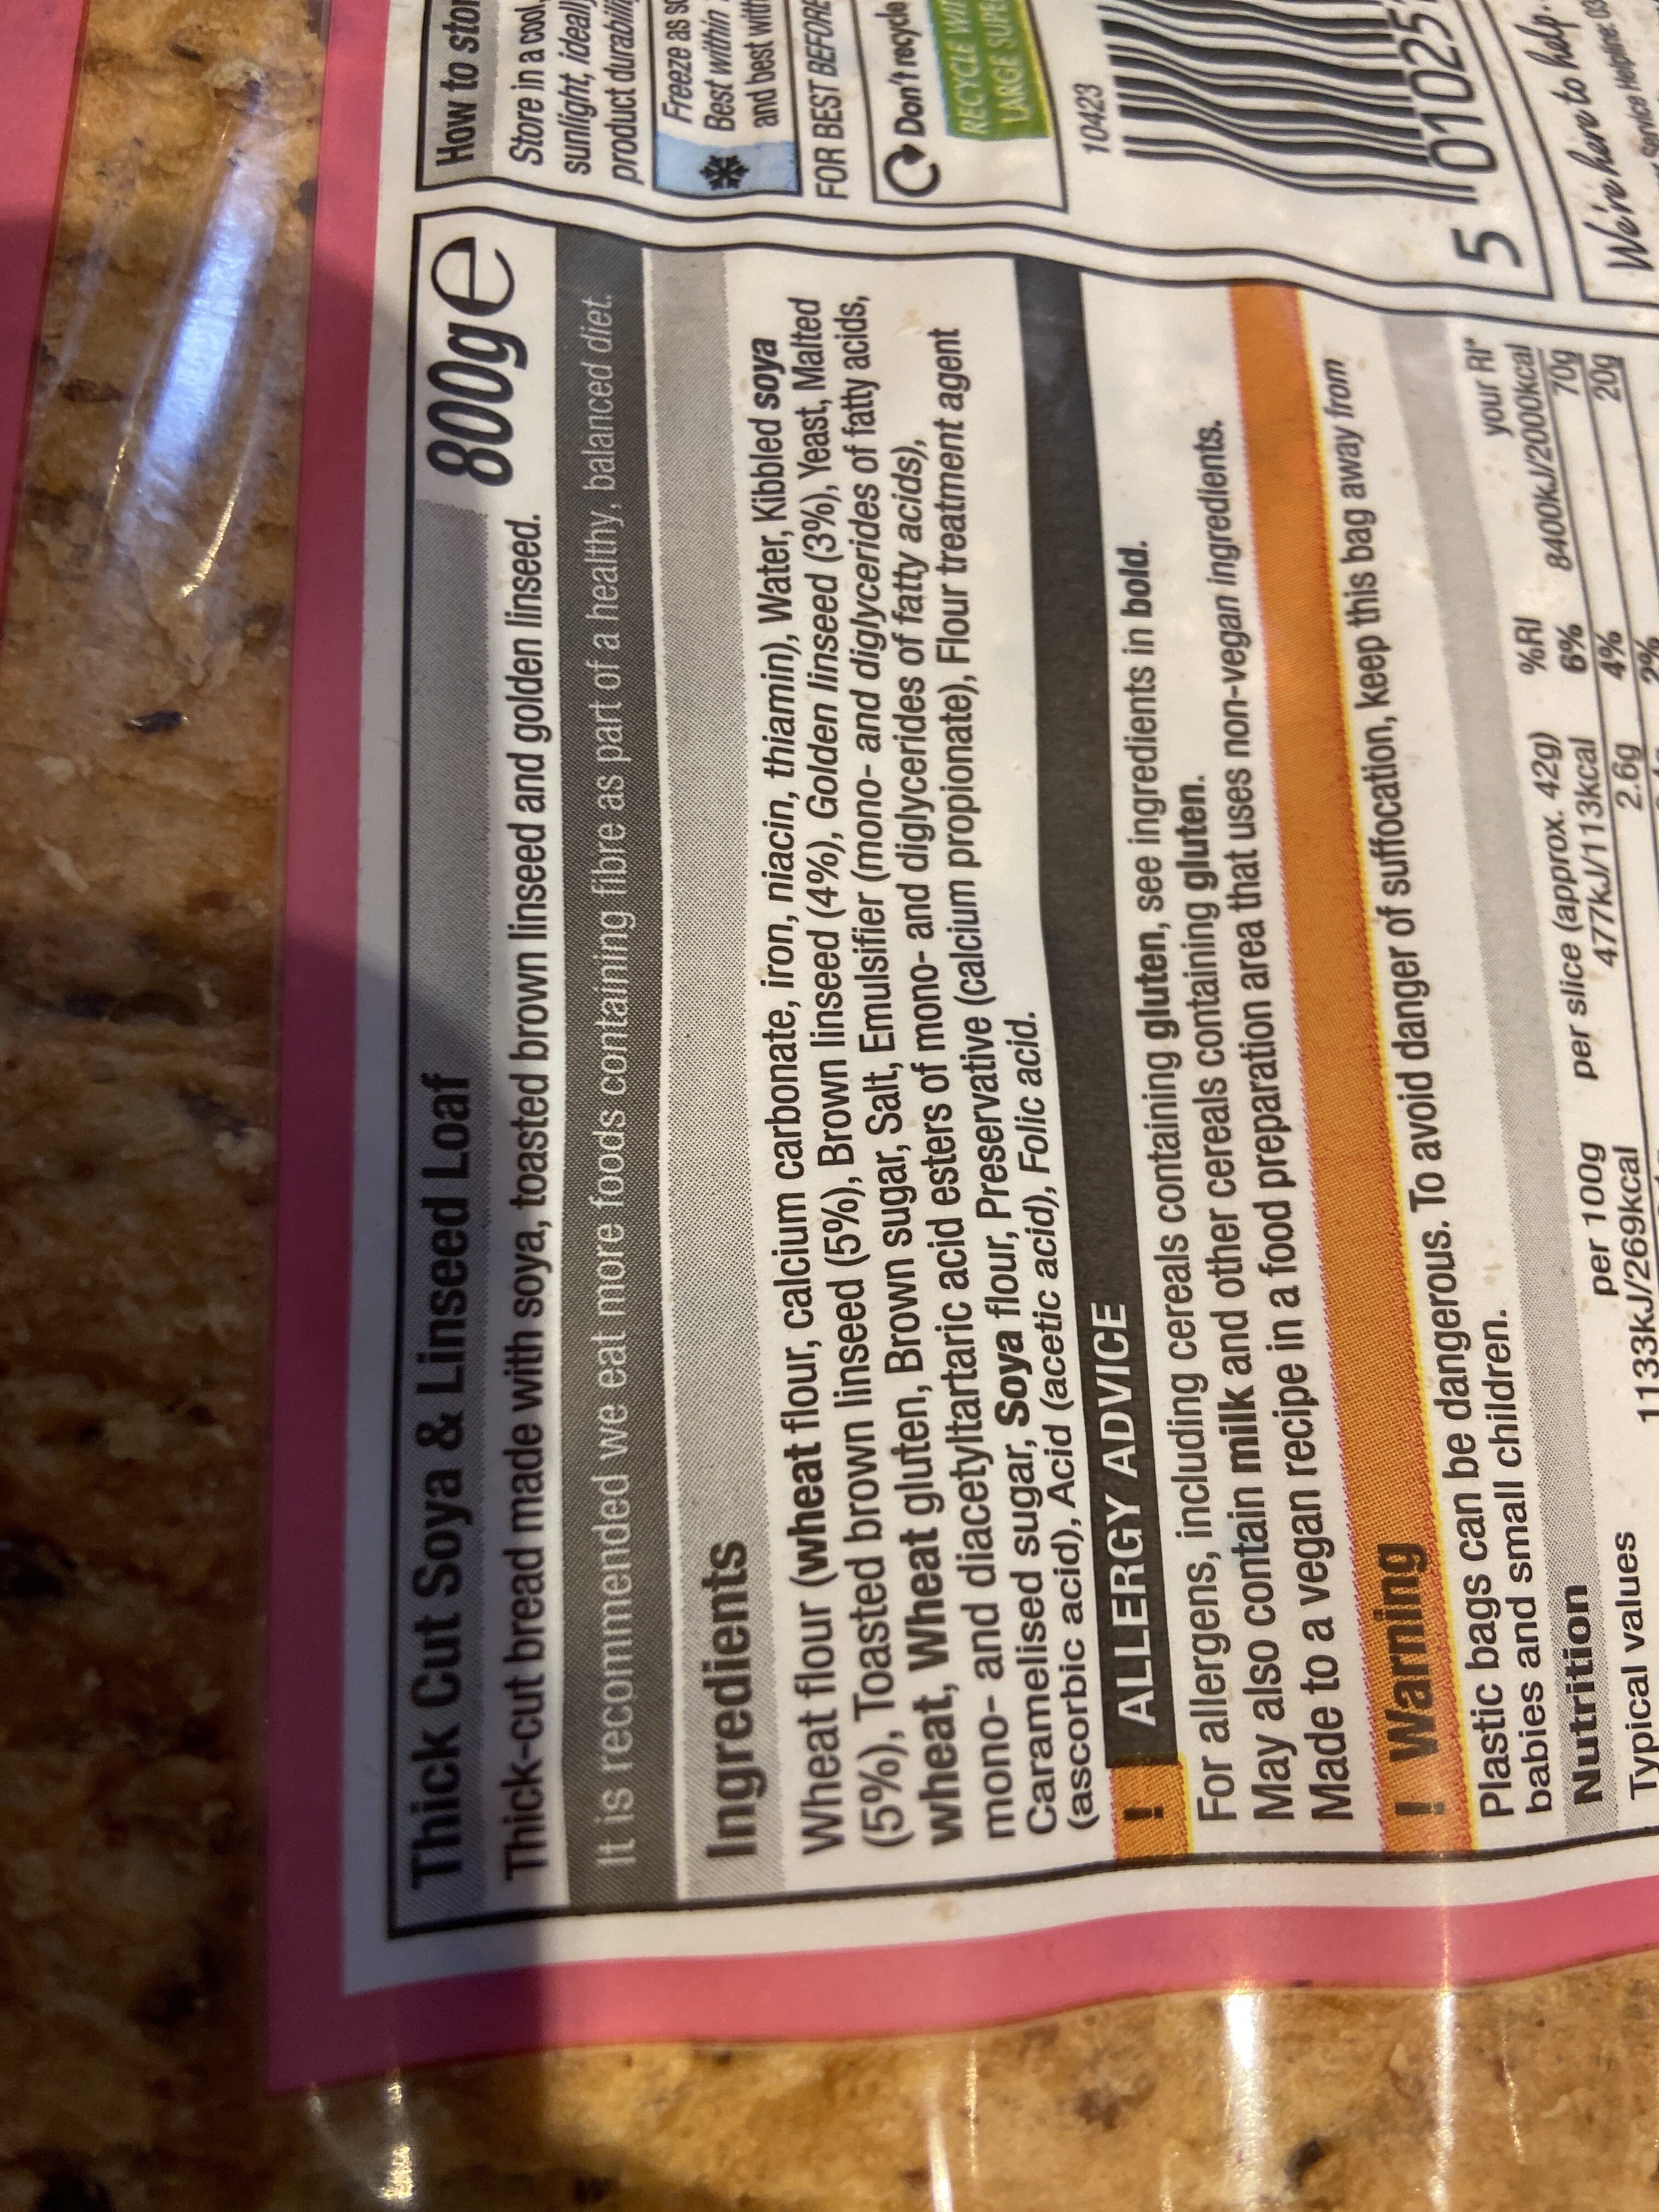 Thick Cut Soya & Linseed Loaf
800g e
Thick-cut bread made with soya, toasted brown linseed and golden linseed.
It is recommended we eat more foods containing fibre as part of a healthy, balanced diet.
Ingredients
Wheat flour (wheat flour, calcium carbonate, iron, niacin, thiamin), Water, Kibbled soya
(5%), Toasted brown linseed (5%), Brown linseed (4%), Golden linseed (3%), Yeast, Malted
wheat, Wheat gluten, Brown sugar, Salt, Emulsifier (mono- and diglycerides of fatty acids,
mono- and diacetyltartaric acid esters of mono- and diglycerides of fatty acids),
Caramelised sugar, Soya flour, Preservative (calcium propionate), Flour treatment agent
(ascorbic acid), Acid (acetic acid), Folic acid.
! ALLERGY ADVICE
For allergens, including cereals containing gluten, see ingredients in bold.
May also contain milk and other cereals containing gluten.
Made to a vegan recipe in a food preparation area that uses non-vegan ingredients.
! Warning
Plastic bags can be dangerous. To avoid danger of suffocation, keep this bag away from
babies and small children.
Nutrition
Typical values per 100g per slice (approx. 42g) %RI your RI*
1133kJ/269kcal 477kJ/113kcal 6% 8400kJ/2000kcal
2.6g 4% 70g
2% 20g
How to
Store in a cool,
sunlight,
product
Freeze as
Best within
and best
FOR BEST BEFORE
Don't recycle
RECYCLE
LARGE
10423
5 01025
We're here to help.
Service Helpline: 03